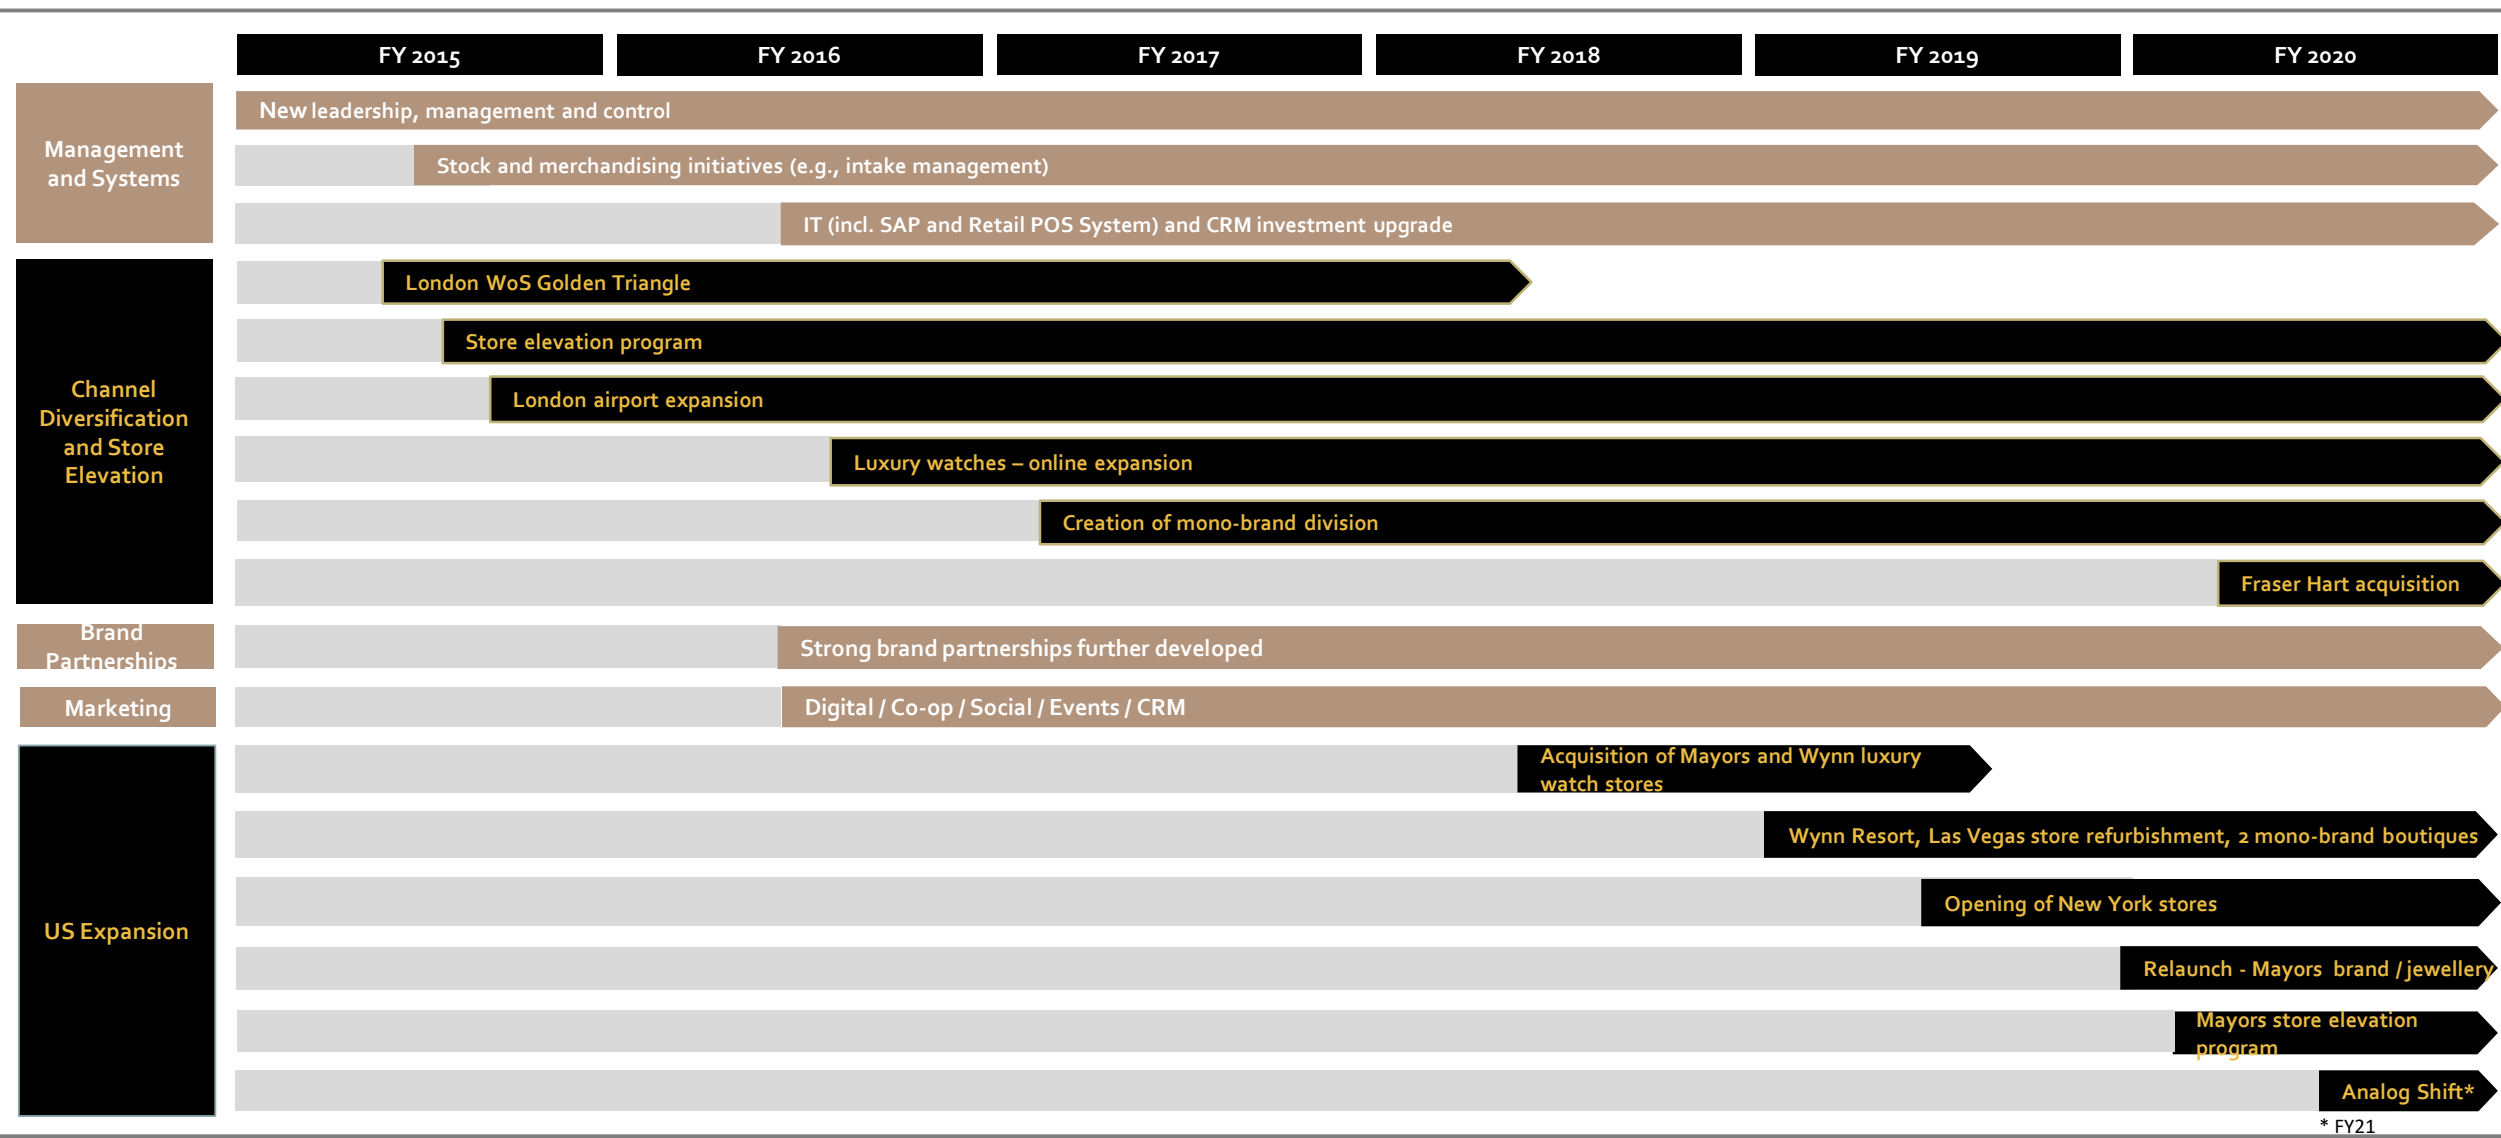 FY 2015 FY 2016 FY 2017 FY 2018 FY 2019 FY 2020
Management
and Systems
New leadership, management and control
Stock and merchandising initiatives (e.g., intake management)
IT (incl. SAP and Retail POS System) and CRM investment upgrade
Channel
Diversification
and Store
Elevation
London WoS Golden Triangle
Store elevation program
London airport expansion
Luxury watches – online expansion
Creation of mono-brand division
Fraser Hart acquisition
Brand
Partnerships
Strong brand partnerships further developed
Marketing
Digital / Co-op / Social / Events / CRM
US Expansion
Acquisition of Mayors and Wynn luxury
watch stores
Wynn Resort, Las Vegas store refurbishment, 2 mono-brand boutiques
Opening of New York stores
Relaunch - Mayors brand / jewellery
Mayors store elevation
program
Analog Shift*
* FY21